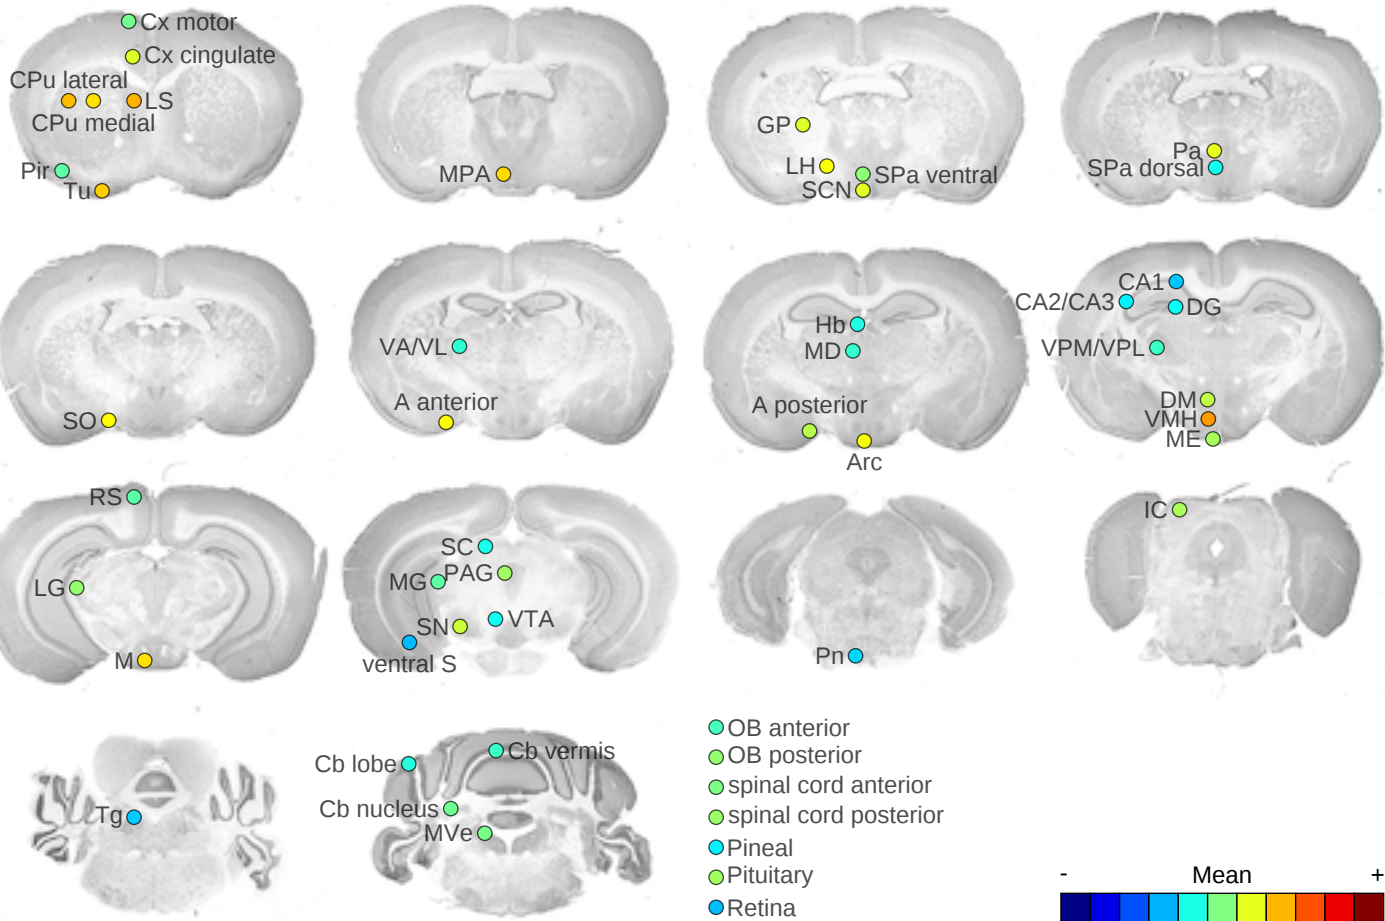 Cx motor
Cx cingulate
CPu lateral
LS
CPu medial
Pir
Tu
MPA
GP
LH
SPa ventral
SCN
Pa
SPa dorsal
SO
VA/VL
A anterior
Hb
MD
A posterior
Arc
CA1
CA2/CA3
DG
VPM/VPL
DM
VMH
ME
RS
LG
M
SC
MG
PAG
SN
VTA
ventral S
Pn
IC
Tg
Cb lobe
Cb vermis
Cb nucleus
MVe
OB anterior
OB posterior
spinal cord anterior
spinal cord posterior
Pineal
Pituitary
Retina
- Mean +